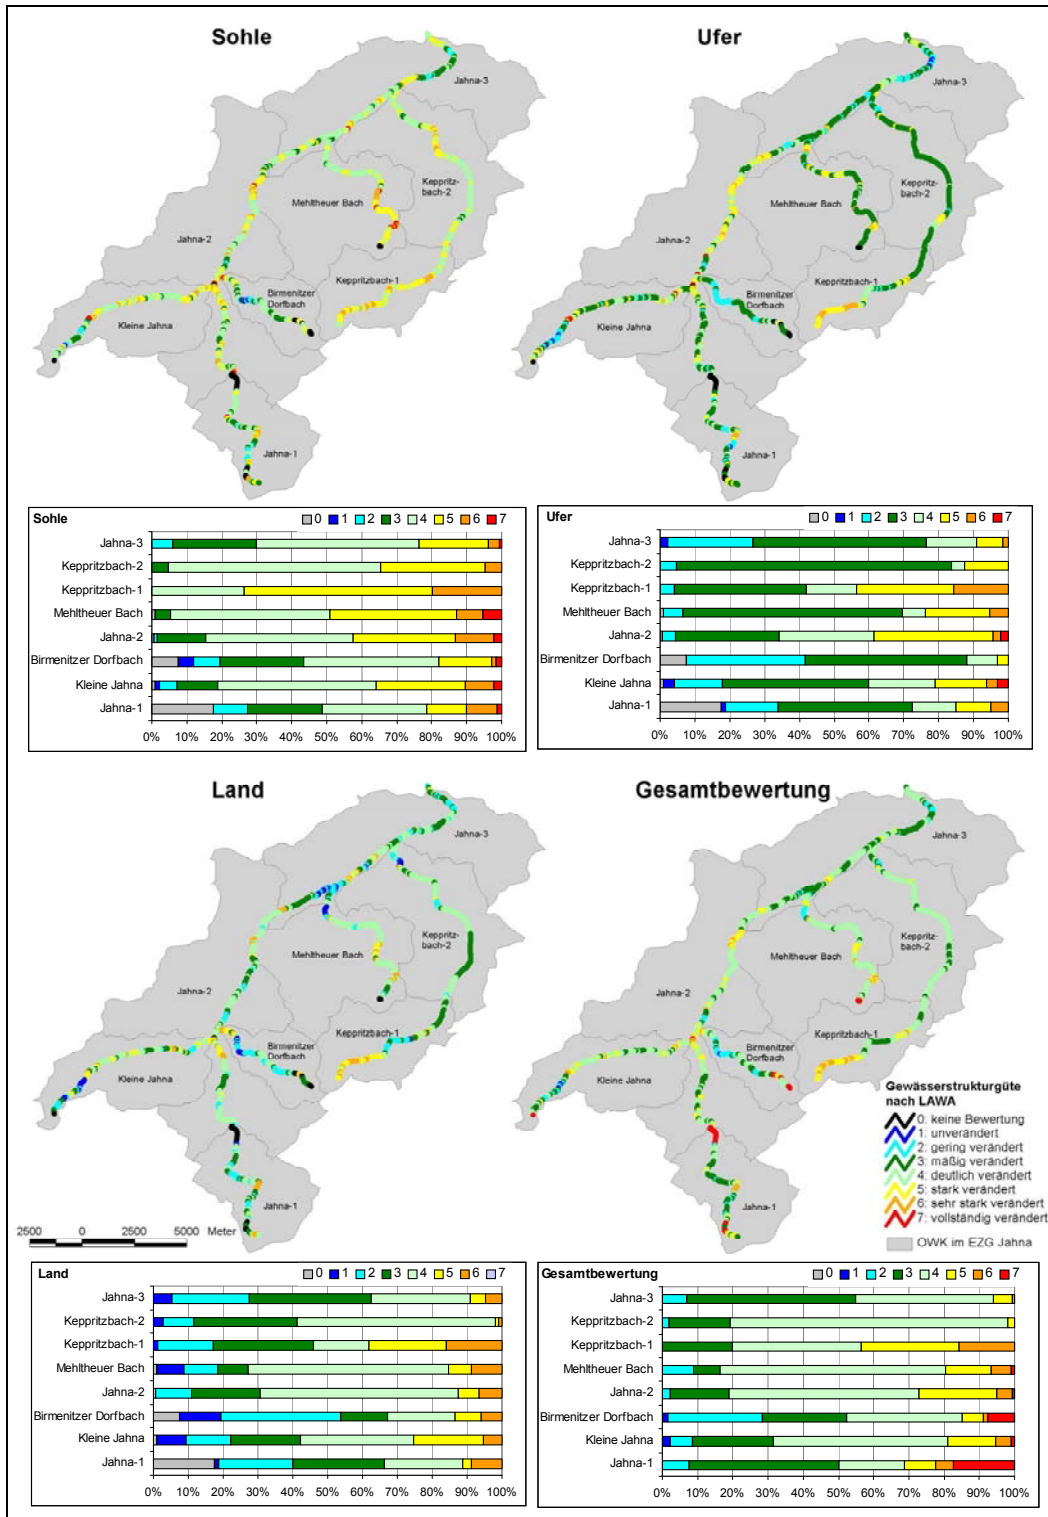 Sohle
Jahna-3
Keppritz-
bach-2
Mehltheuer Bach
Jahna-2
Keppritzbach-1
Birmenitzer
Dorfbach
Kleine Jahna
Jahna-1
Ufer
Jahna-3
Keppritz-
bach-2
Mehltheuer Bach
Jahna-2
Keppritzbach-1
Birmenitzer
Dorfbach
Kleine Jahna
Jahna-1
Sohle
0 1 2 3 4 5 6 7
Jahna-3
Keppritzbach-2
Keppritzbach-1
Mehltheuer Bach
Jahna-2
Birmenitzer Dorfbach
Kleine Jahna
Jahna-1
0% 10% 20% 30% 40% 50% 60% 70% 80% 90% 100%
Ufer
0 1 2 3 4 5 6 7
Jahna-3
Keppritzbach-2
Keppritzbach-1
Mehltheuer Bach
Jahna-2
Birmenitzer Dorfbach
Kleine Jahna
Jahna-1
0% 10% 20% 30% 40% 50% 60% 70% 80% 90% 100%
Land
Jahna-3
Keppritz-
bach-2
Mehltheuer Bach
Jahna-2
Keppritzbach-1
Birmenitzer
Dorfbach
Kleine Jahna
Jahna-1
2500 0 2500 5000 Meter
Gesamtbewertung
Jahna-3
Keppritz-
bach-2
Mehltheuer Bach
Jahna-2
Keppritzbach-1
Birmenitzer
Dorfbach
Kleine Jahna
Jahna-1
Gewässerstrukturgüte
nach LAWA
0: keine Bewertung
1: unverändert
2: gering verändert
3: mäßig verändert
4: deutlich verändert
5: stark verändert
6: sehr stark verändert
7: vollständig verändert
OWK im EZG Jahna
Land
0 1 2 3 4 5 6 7
Jahna-3
Keppritzbach-2
Keppritzbach-1
Mehltheuer Bach
Jahna-2
Birmenitzer Dorfbach
Kleine Jahna
Jahna-1
0% 10% 20% 30% 40% 50% 60% 70% 80% 90% 100%
Gesamtbewertung
0 1 2 3 4 5 6 7
Jahna-3
Keppritzbach-2
Keppritzbach-1
Mehltheuer Bach
Jahna-2
Birmenitzer Dorfbach
Kleine Jahna
Jahna-1
0% 10% 20% 30% 40% 50% 60% 70% 80% 90% 100%